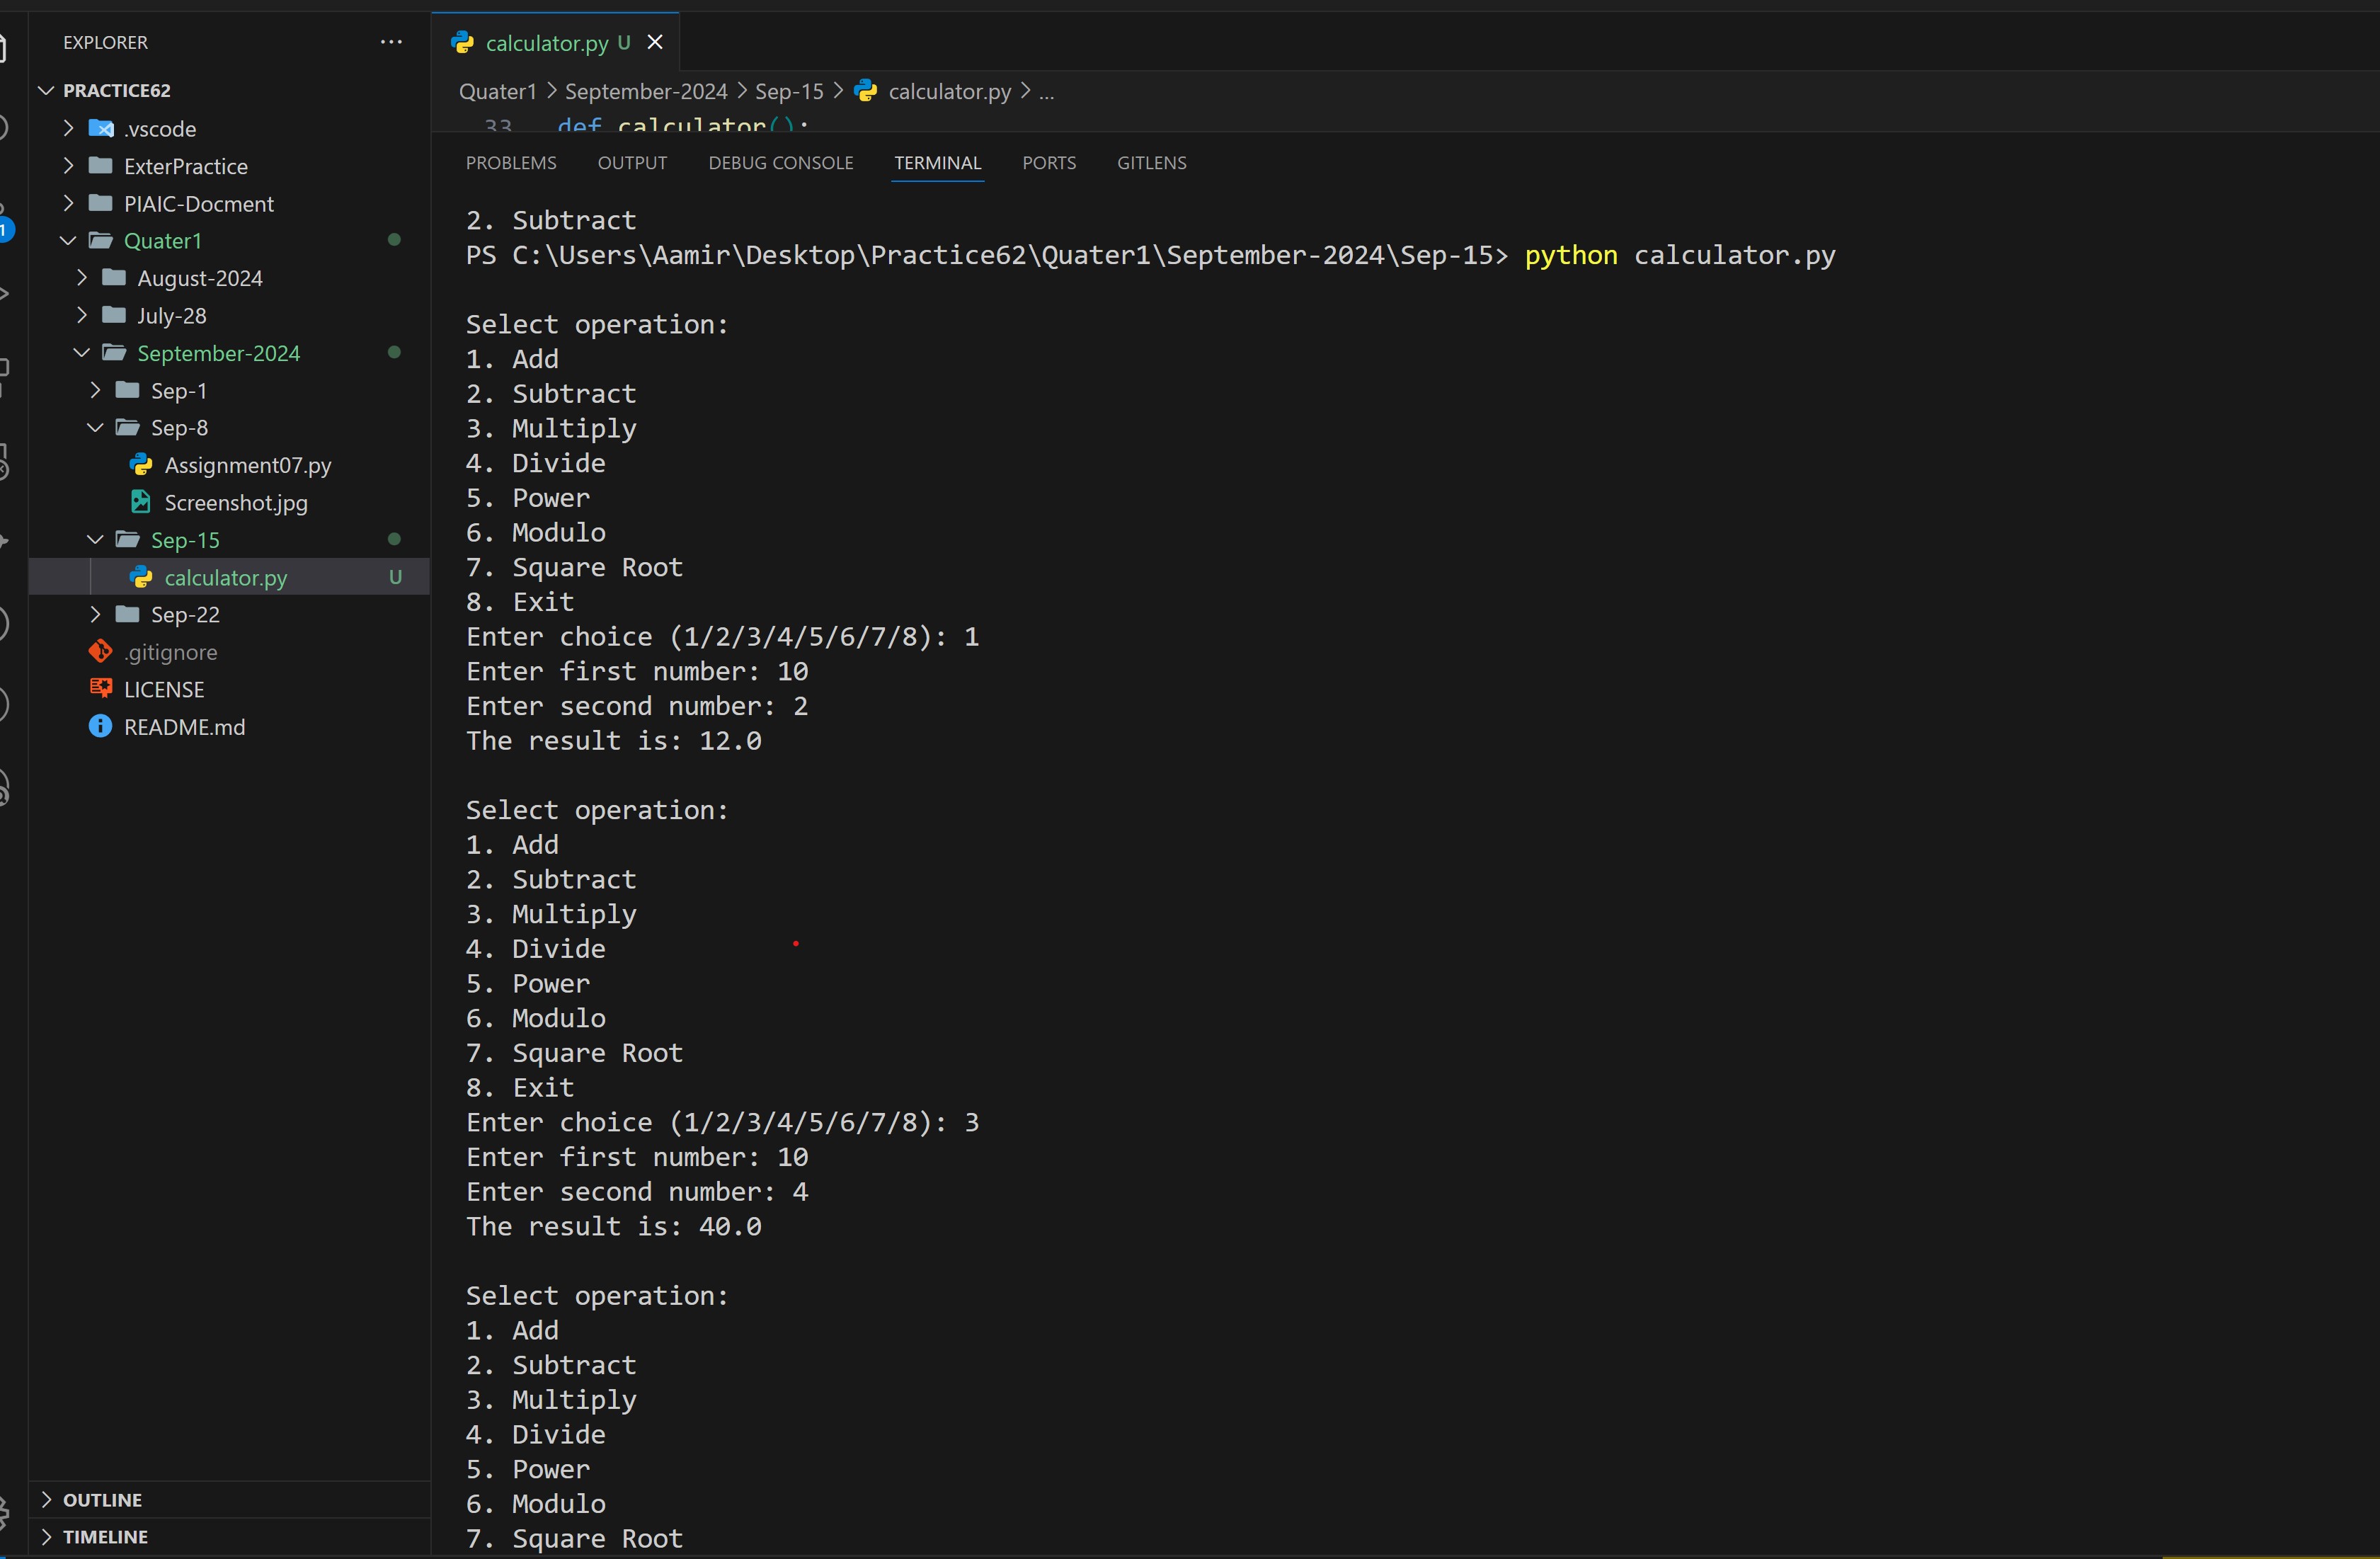 EXPLORER
PRACTICE62
.vscode
ExterPractice
PIAIC-Docment
Quater1
August-2024
July-28
September-2024
Sep-1
Sep-8
Assignment07.py
Screenshot.jpg
Sep-15
calculator.py U
Sep-22
.gitignore
LICENSE
README.md
OUTLINE
TIMELINE
1
calculator.py U
Quater1 > September-2024 > Sep-15 > calculator.py > ...
33 def calculator():
PROBLEMS OUTPUT DEBUG CONSOLE TERMINAL PORTS GITLENS
2. Subtract
PS C:\Users\Aamir\Desktop\Practice62\Quater1\September-2024\Sep-15> python calculator.py
Select operation:
1. Add
2. Subtract
3. Multiply
4. Divide
5. Power
6. Modulo
7. Square Root
8. Exit
Enter choice (1/2/3/4/5/6/7/8): 1
Enter first number: 10
Enter second number: 2
The result is: 12.0
Select operation:
1. Add
2. Subtract
3. Multiply
4. Divide
5. Power
6. Modulo
7. Square Root
8. Exit
Enter choice (1/2/3/4/5/6/7/8): 3
Enter first number: 10
Enter second number: 4
The result is: 40.0
Select operation:
1. Add
2. Subtract
3. Multiply
4. Divide
5. Power
6. Modulo
7. Square Root